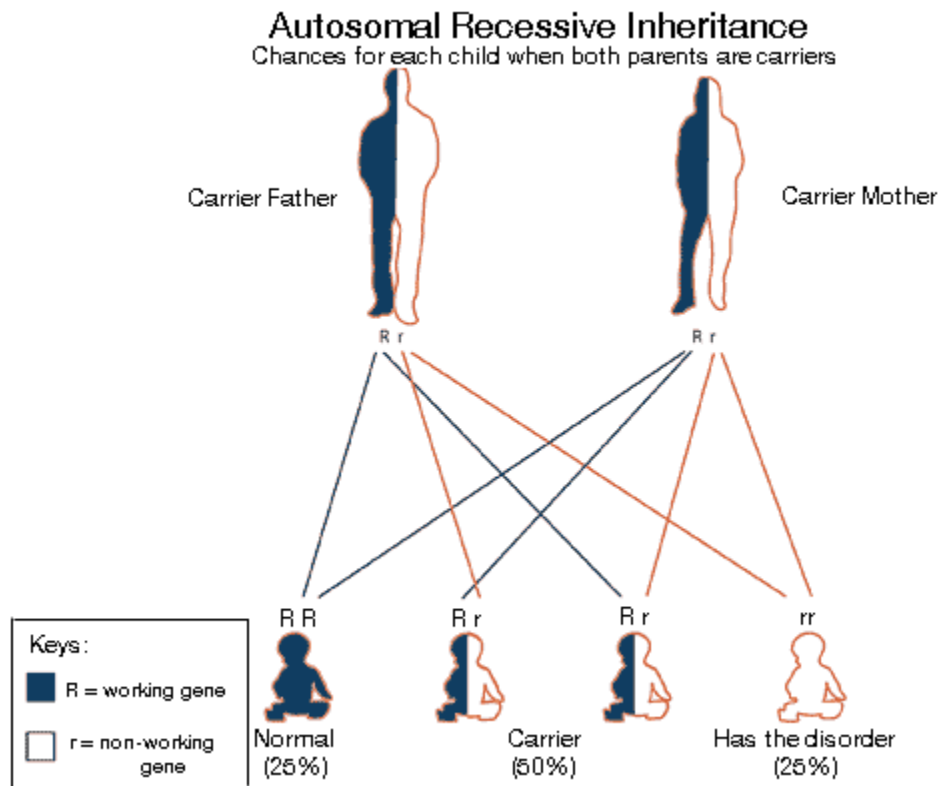 Autosomal Recessive Inheritance
Chances for each child when both parents are carriers
Carrier Father
Carrier Mother
R r
R r
R R
R r
R r
rr
Keys:
R = working gene
r = non-working
gene
Normal
(25%)
Carrier
(50%)
Has the disorder
(25%)